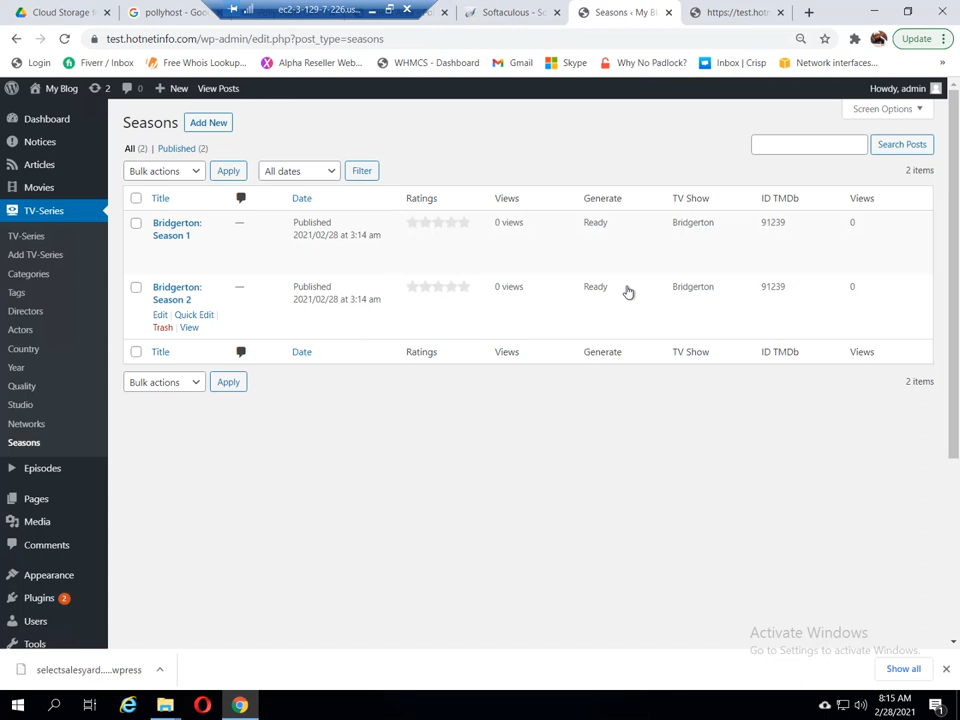 Cloud Storage
pollyhost - Goo
ec2-3-129-7-226.us...
Softaculous - So
Seasons ‹ My Bl
https://test.hotn
test.hotnetinfo.com/wp-admin/edit.php?post_type=seasons
Update
Login
Fiverr / Inbox
Free Whois Lookup...
Alpha Reseller Web...
WHMCS - Dashboard
Gmail
Skype
Why No Padlock?
Inbox | Crisp
Network interfaces...
»
My Blog
2
0
+ New
View Posts
Howdy, admin
Dashboard
Notices
Articles
Movies
TV-Series
TV-Series
Add TV-Series
Categories
Tags
Directors
Actors
Country
Year
Quality
Studio
Networks
Seasons
Episodes
Pages
Media
Comments
Appearance
Plugins 2
Users
Tools
Screen Options
Seasons Add New
All (2) | Published (2)
Search Posts
Bulk actions Apply All dates Filter
2 items
Title Date Ratings Views Generate TV Show ID TMDb Views
Bridgerton: — Published 0 views Ready Bridgerton 91239 0
Season 1 2021/02/28 at 3:14 am
Bridgerton: — Published 0 views Ready Bridgerton 91239 0
Season 2 2021/02/28 at 3:14 am
Edit | Quick Edit |
Trash | View
Title Date Ratings Views Generate TV Show ID TMDb Views
Bulk actions Apply
2 items
Activate Windows
Go to Settings to activate Windows.
selectsalesyard.....wpress
Show all
8:15 AM
2/28/2021
1